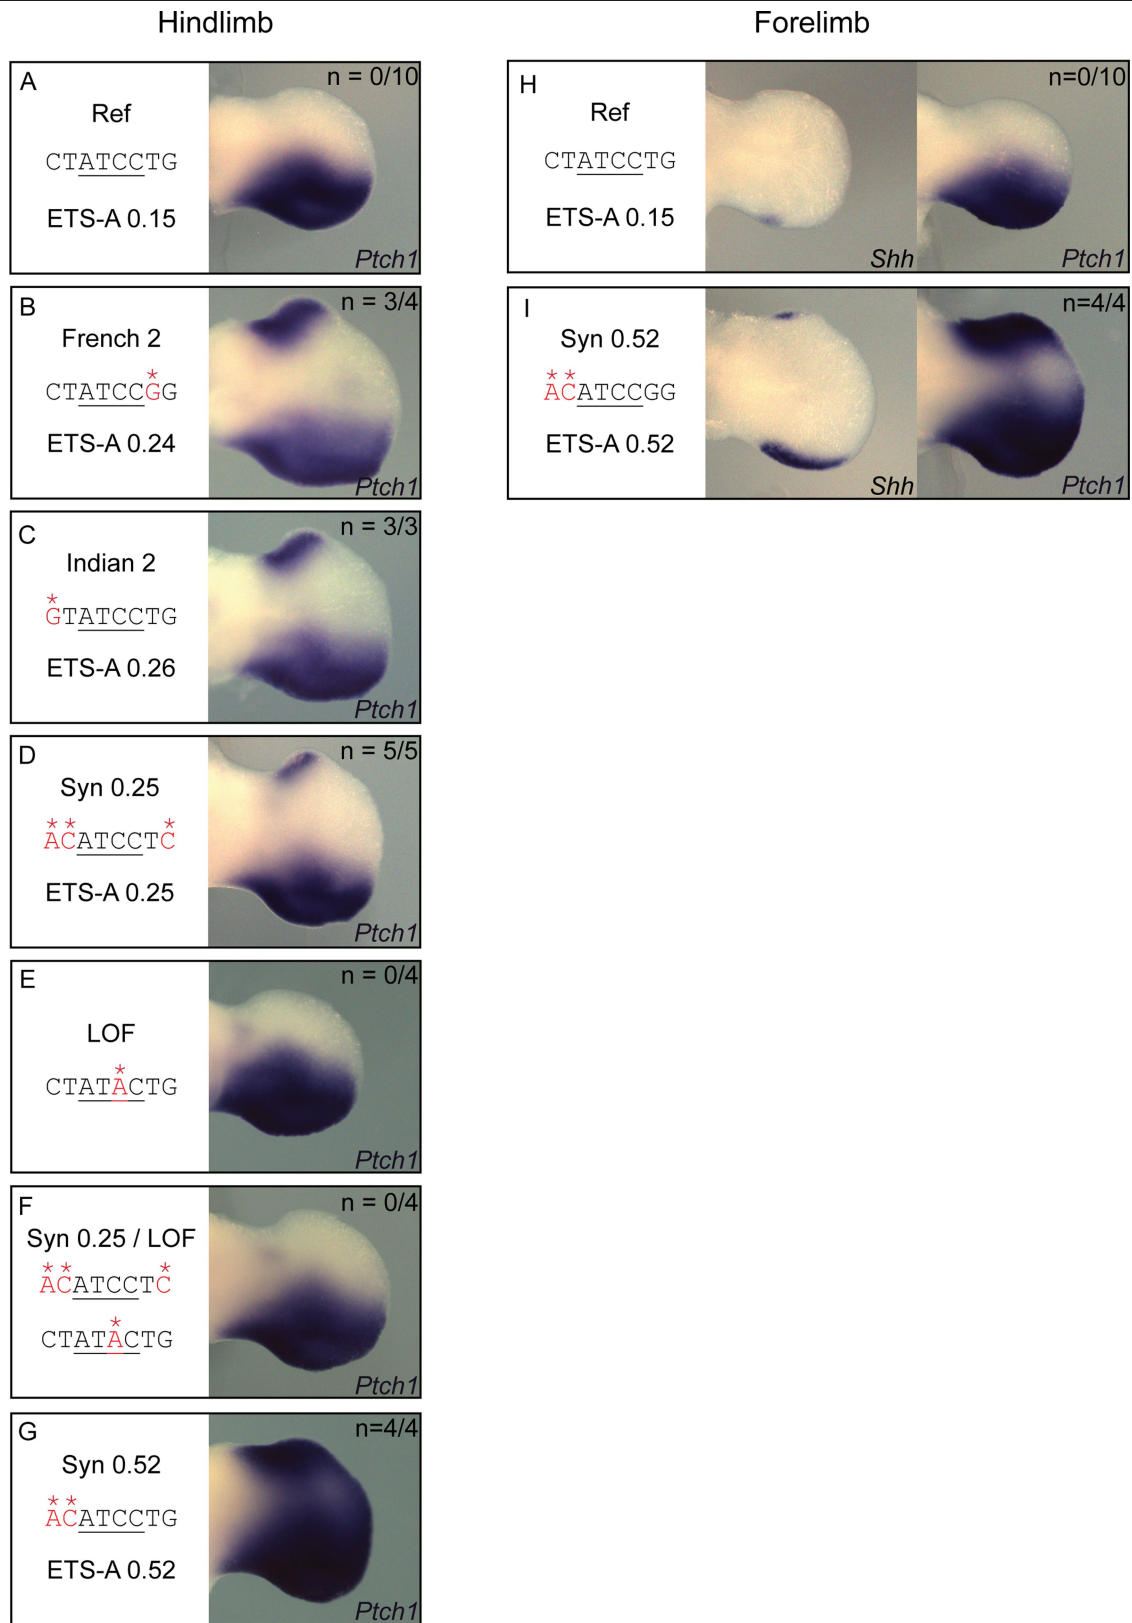 Hindlimb
Forelimb
A
n = 0/10
Ref
CTATCCTG
ETS-A 0.15
Ptch1
B
n = 3/4
French 2
*
CTATCCGG
ETS-A 0.24
Ptch1
C
n = 3/3
Indian 2
*
GTATCCTG
ETS-A 0.26
Ptch1
D
n = 5/5
Syn 0.25
* * *
ACATCCTC
ETS-A 0.25
Ptch1
E
n = 0/4
LOF
*
CTATACTG
Ptch1
F
n = 0/4
Syn 0.25 / LOF
* * *
ACATCCTC
*
CTATACTG
Ptch1
G
n=4/4
Syn 0.52
* *
ACATCCTG
ETS-A 0.52
Ptch1
H
n=0/10
Ref
CTATCCTG
ETS-A 0.15
Shh
Ptch1
I
n=4/4
Syn 0.52
* *
ACATCCGG
ETS-A 0.52
Shh
Ptch1